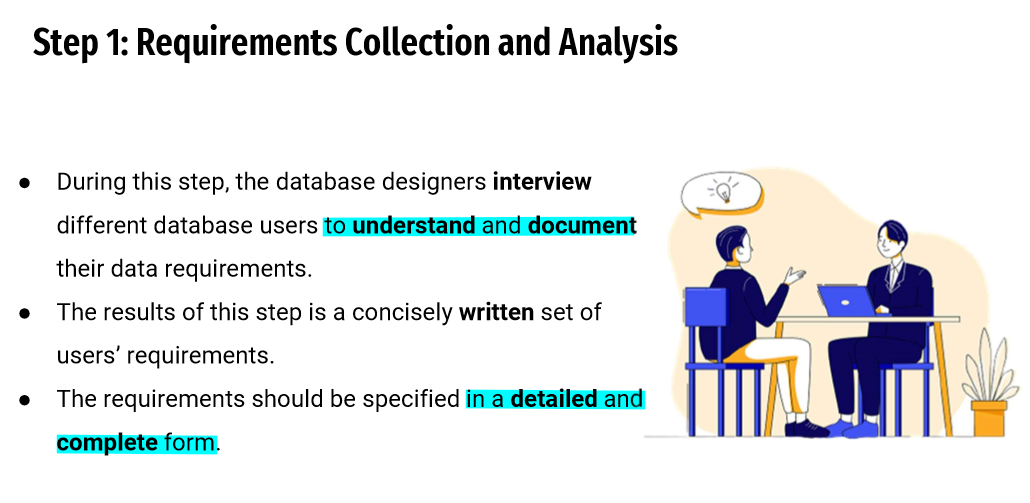 Step 1: Requirements Collection and Analysis
● During this step, the database designers interview
different database users to understand and document
their data requirements.
● The results of this step is a concisely written set of
users’ requirements.
● The requirements should be specified in a detailed and
complete form.